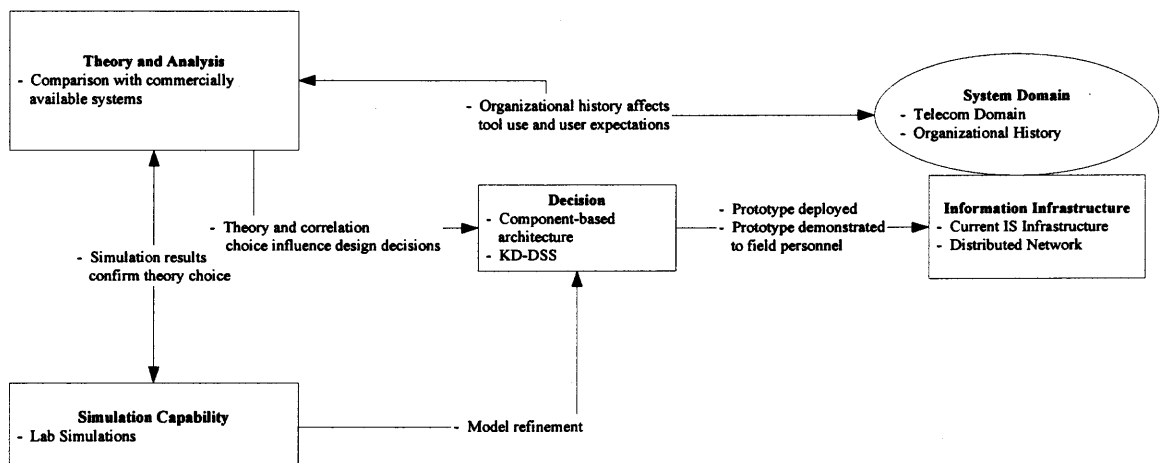 Theory and Analysis
- Comparison with commercially
available systems
- Organizational history affects
tool use and user expectations
System Domain
- Telecom Domain
- Organizational History
- Theory and correlation
choice influence design decisions
Decision
- Component-based
architecture
- KD-DSS
- Prototype deployed
- Prototype demonstrated
to field personnel
Information Infrastructure
- Current IS Infrastructure
- Distributed Network
- Simulation results
confirm theory choice
Simulation Capability
- Lab Simulations
- Model refinement